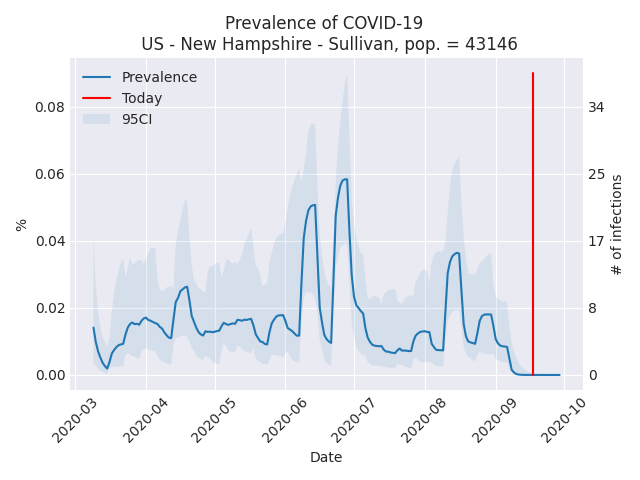 Prevalence of COVID-19
US - New Hampshire - Sullivan, pop. = 43146
Prevalence
Today
95CI
0.08
0.06
0.04
0.02
0.00
%
34
25
17
8
0
# of infections
2020-03
2020-04
2020-05
2020-06
2020-07
2020-08
2020-09
2020-10
Date